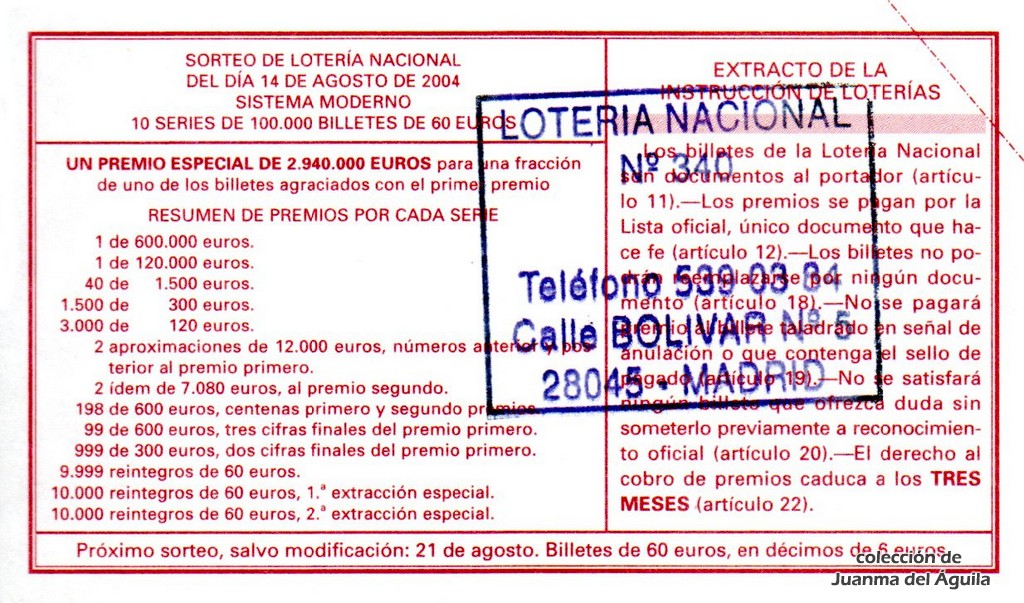 SORTEO DE LOTERÍA NACIONAL
DEL DÍA 14 DE AGOSTO DE 2004
SISTEMA MODERNO
10 SERIES DE 100.000 BILLETES DE 60 EUROS
UN PREMIO ESPECIAL DE 2.940.000 EUROS para una fracción
de uno de los billetes agraciados con el primer premio
RESUMEN DE PREMIOS POR CADA SERIE
1 de 600.000 euros.
1 de 120.000 euros.
40 de 1.500 euros.
1.500 de 300 euros.
3.000 de 120 euros.
2 aproximaciones de 12.000 euros, números anterior y pos-
terior al premio primero.
2 ídem de 7.080 euros, al premio segundo.
198 de 600 euros, centenas primero y segundo premios.
99 de 600 euros, tres cifras finales del premio primero.
999 de 300 euros, dos cifras finales del premio primero.
9.999 reintegros de 60 euros.
10.000 reintegros de 60 euros, 1.ª extracción especial.
10.000 reintegros de 60 euros, 2.ª extracción especial.
EXTRACTO DE LA
INSTRUCCIÓN DE LOTERÍAS
Los billetes de la Lotería Nacional
son documentos al portador (artícu-
lo 11).—Los premios se pagan por la
Lista oficial, único documento que ha-
ce fe (artículo 12).—Los billetes no po-
drán reemplazarse por ningún docu-
mento (artículo 18).—No se pagará
premio al billete taladrado en señal de
anulación o que contenga el sello de
pagado (artículo 19).—No se satisfará
ningún billete que ofrezca duda sin
someterlo previamente a reconocimien-
to oficial (artículo 20).—El derecho al
cobro de premios caduca a los TRES
MESES (artículo 22).
LOTERIA NACIONAL
Nº 340
Teléfono 539 03 84
Calle BOLIVAR Nº 5
28045 - MADRID
Próximo sorteo, salvo modificación: 21 de agosto. Billetes de 60 euros, en décimos de 6 euros.
colección de
Juanma del Águila